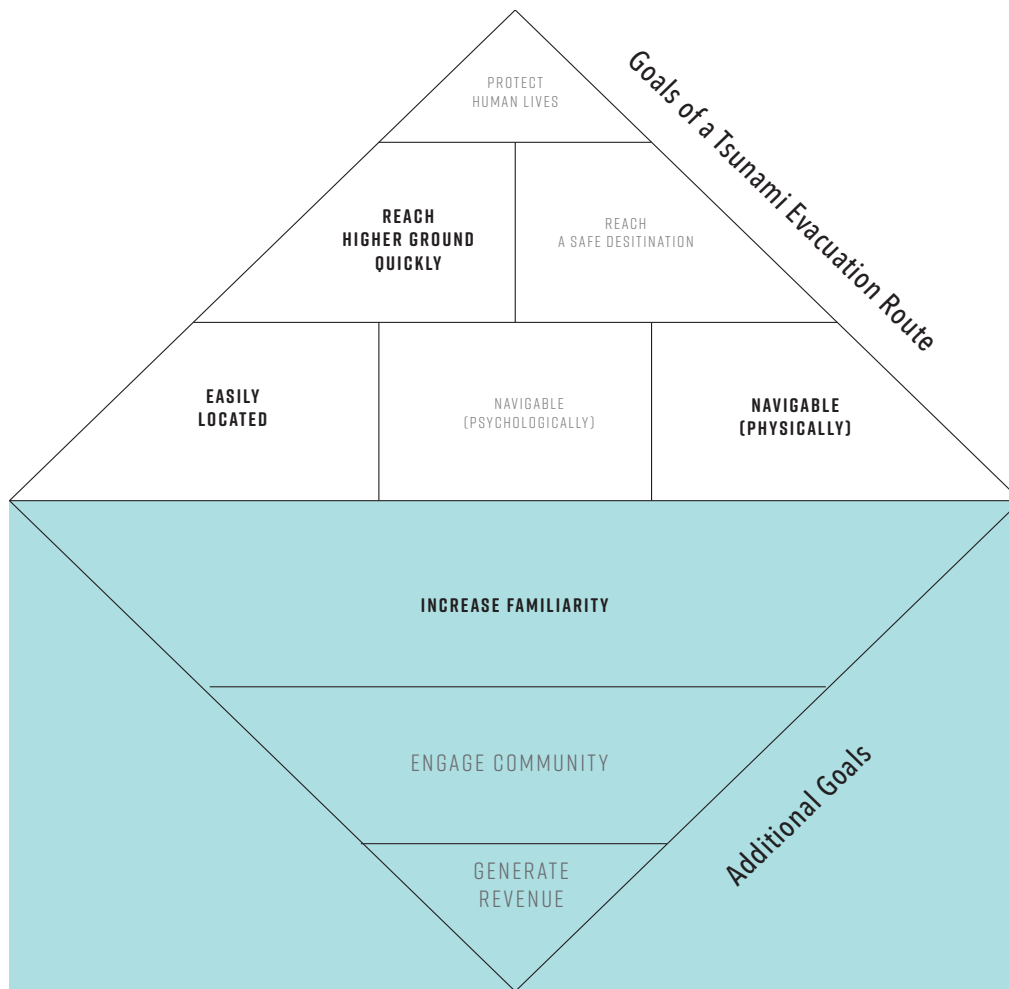 PROTECT
HUMAN LIVES
Goals of a Tsunami Evacuation Route
REACH
HIGHER GROUND
QUICKLY
REACH
A SAFE DESITINATION
EASILY
LOCATED
NAVIGABLE
(PSYCHOLOGICALLY)
NAVIGABLE
(PHYSICALLY)
INCREASE FAMILIARITY
ENGAGE COMMUNITY
Additional Goals
GENERATE
REVENUE